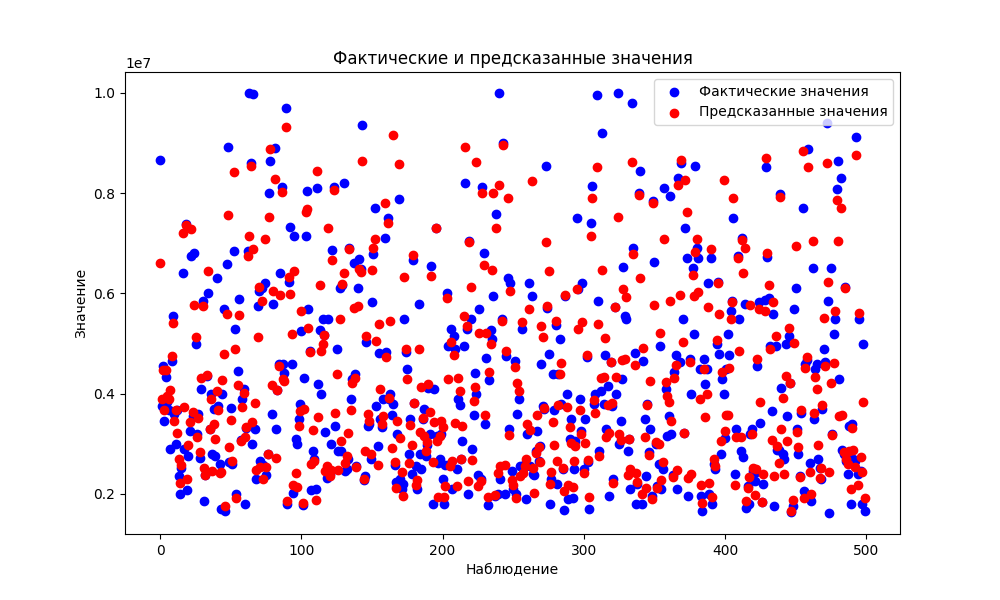 Фактические и предсказанные значения
1e7
Фактические значения
Предсказанные значения
1.0
0.8
0.6
0.4
0.2
Значение
0 100 200 300 400 500
Наблюдение